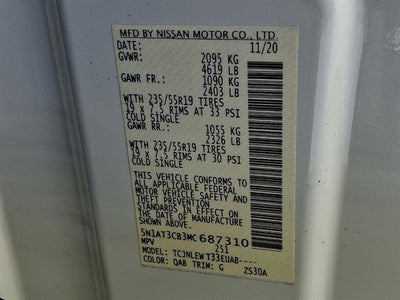 MFD BY NISSAN MOTOR CO., LTD
DATE: 11/20
GVWR: 2095 KG
4619 LB
GAWR FR: 1090 KG
2403 LB
WITH 235/55R19 TIRES
19 x 7.5 RIMS AT 33 PSI
COLD SINGLE
GAWR RR: 1055 KG
2326 LB
WITH 235/55R19 TIRES
19 x 7.5 RIMS AT 30 PSI
COLD SINGLE
THIS VEHICLE CONFORMS TO ALL
APPLICABLE FEDERAL
MOTOR VEHICLE SAFETY AND
THEFT PREVENTION
STANDARDS IN EFFECT ON THE
DATE OF MANUFACTURE
SHOWN ABOVE.
5N1AT3CB3MC687310
MPV 251
MODEL: TCJNLEWT33EUAB----
COLOR: QAB TRIM: G ZS30A